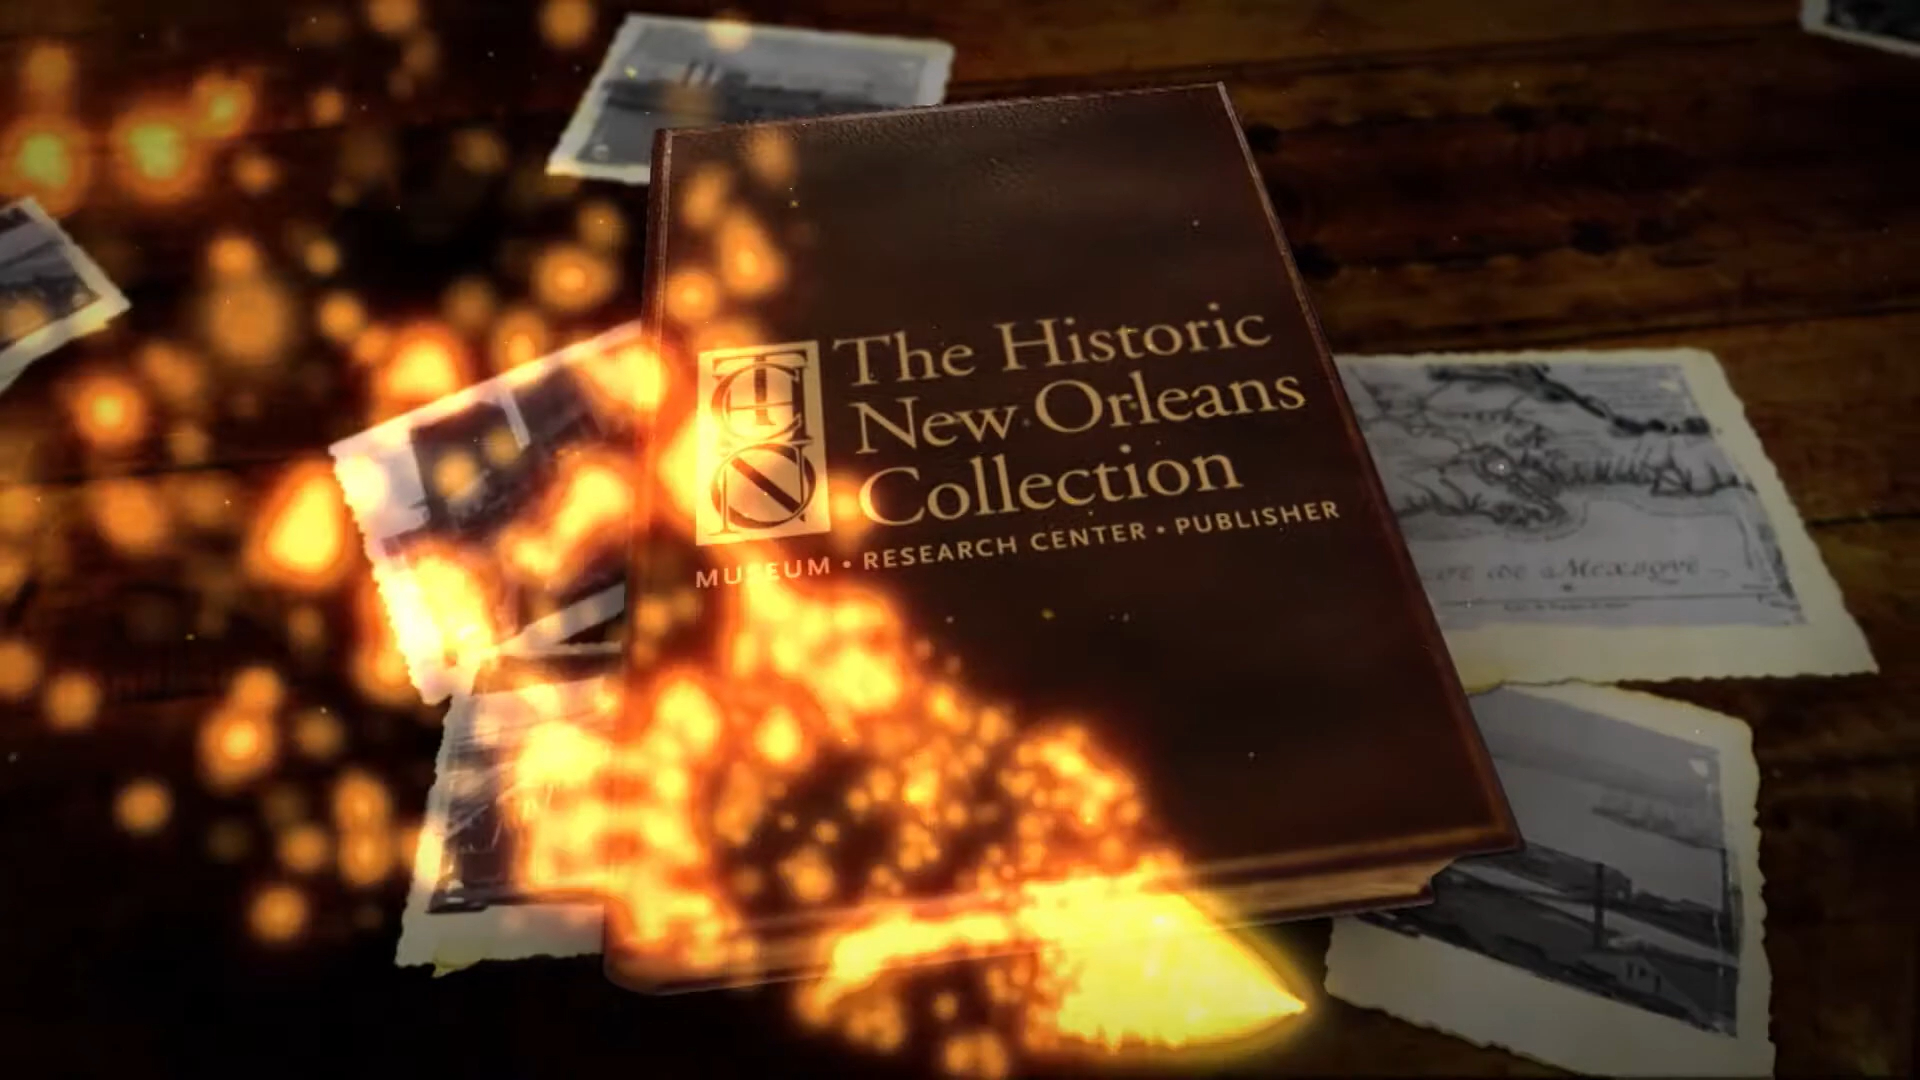 The Historic
New Orleans
Collection
MUSEUM • RESEARCH CENTER • PUBLISHER